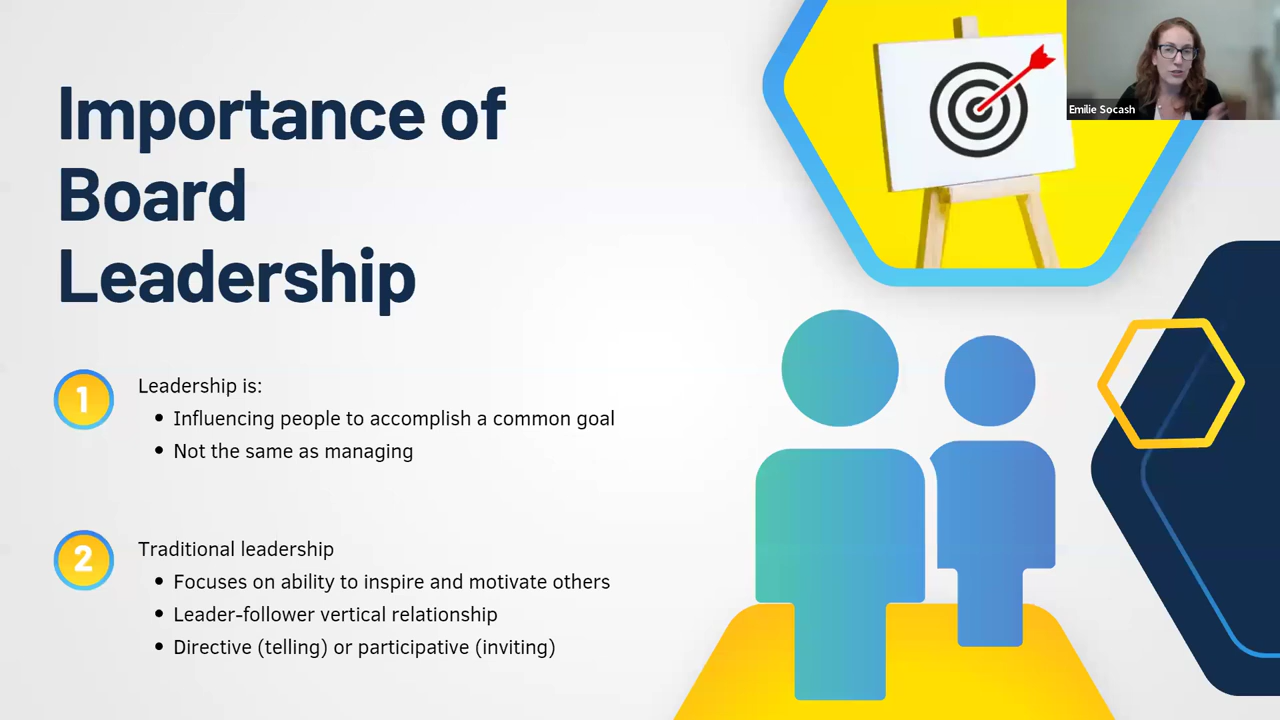 Importance of
Board
Leadership
Emilie Socash
1
Leadership is:
• Influencing people to accomplish a common goal
• Not the same as managing
2
Traditional leadership
• Focuses on ability to inspire and motivate others
• Leader-follower vertical relationship
• Directive (telling) or participative (inviting)